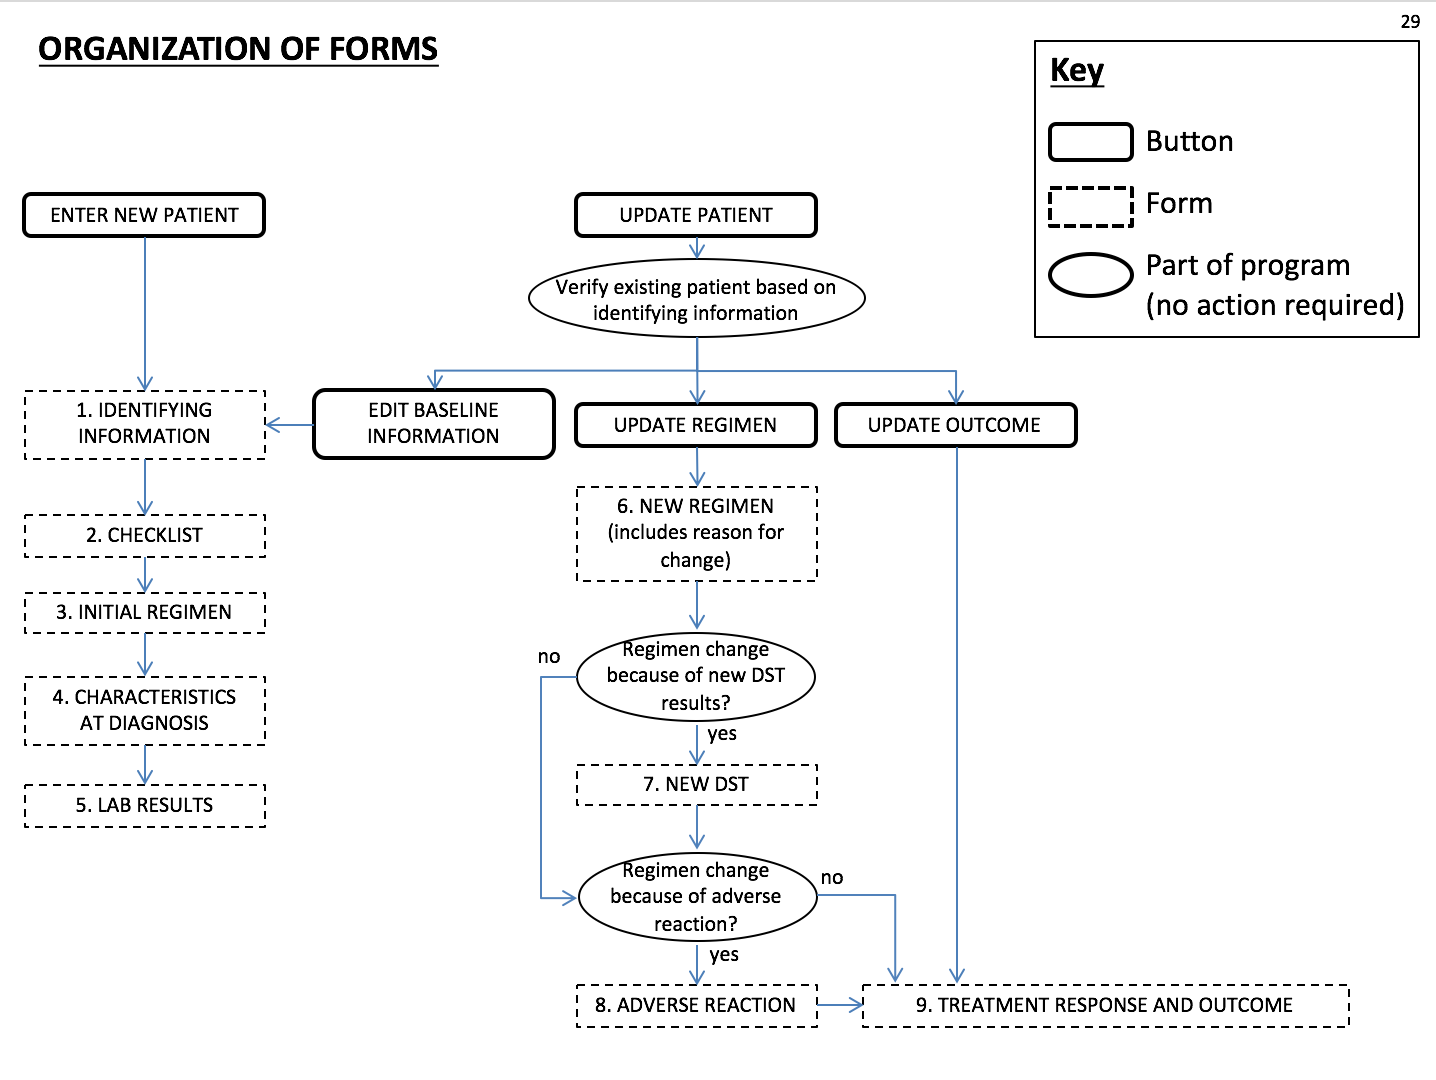 29
ORGANIZATION OF FORMS
Key
Button
Form
Part of program
(no action required)
ENTER NEW PATIENT
UPDATE PATIENT
Verify existing patient based on
identifying information
1. IDENTIFYING
INFORMATION
EDIT BASELINE
INFORMATION
UPDATE REGIMEN
UPDATE OUTCOME
2. CHECKLIST
3. INITIAL REGIMEN
4. CHARACTERISTICS
AT DIAGNOSIS
5. LAB RESULTS
6. NEW REGIMEN
(includes reason for
change)
no
Regimen change
because of new DST
results?
yes
7. NEW DST
Regimen change
because of adverse
reaction?
no
yes
8. ADVERSE REACTION
9. TREATMENT RESPONSE AND OUTCOME